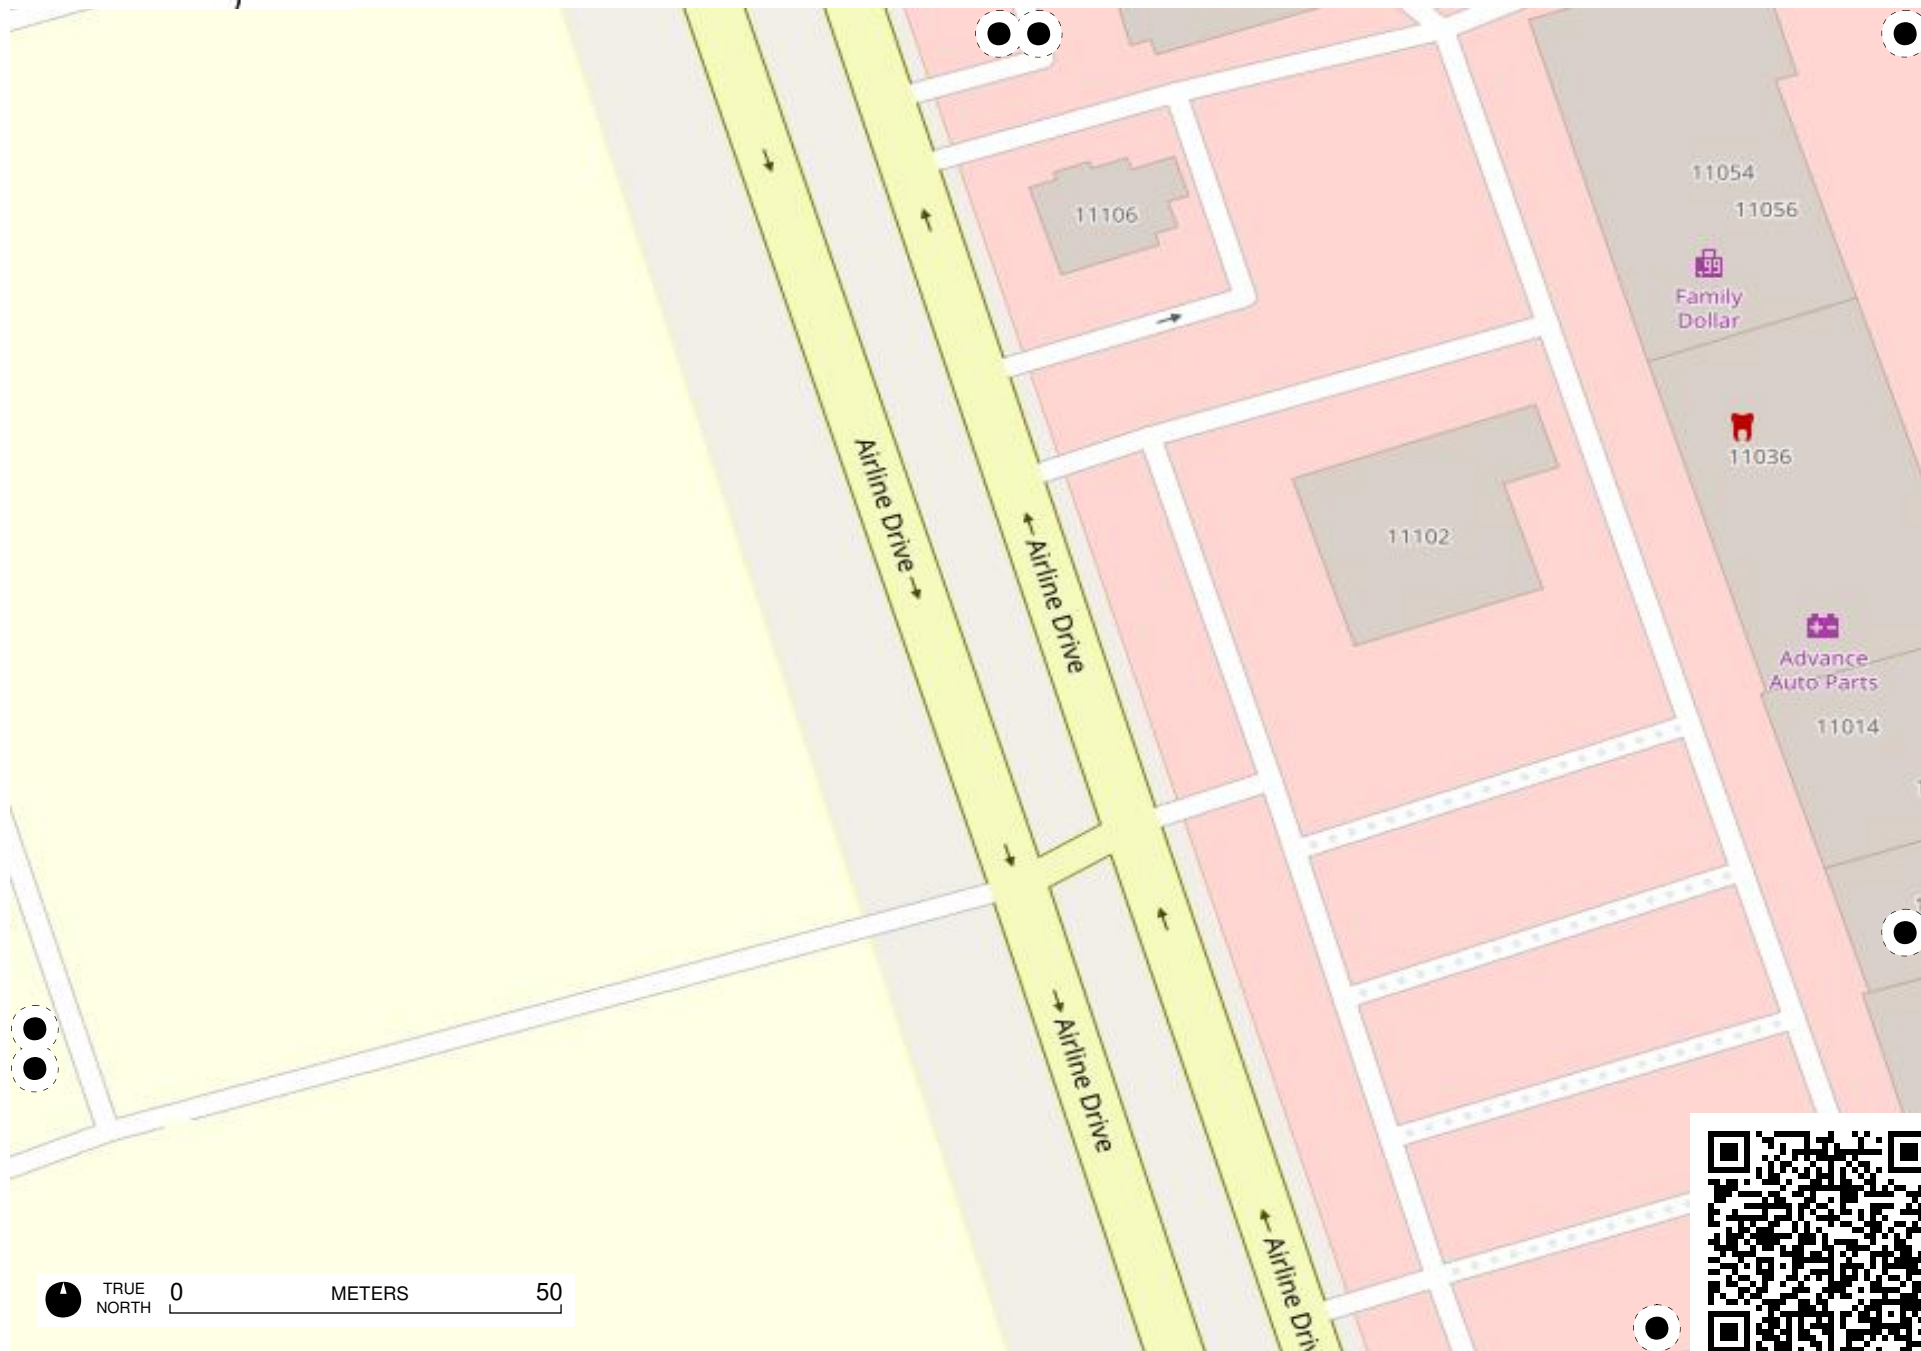 11054
11056
11106
Family
Dollar
11036
Airline Drive
11102
Airline Drive
Advance
Auto Parts
11014
Airline Drive
Airline Driv
TRUE
NORTH
0
METERS
50